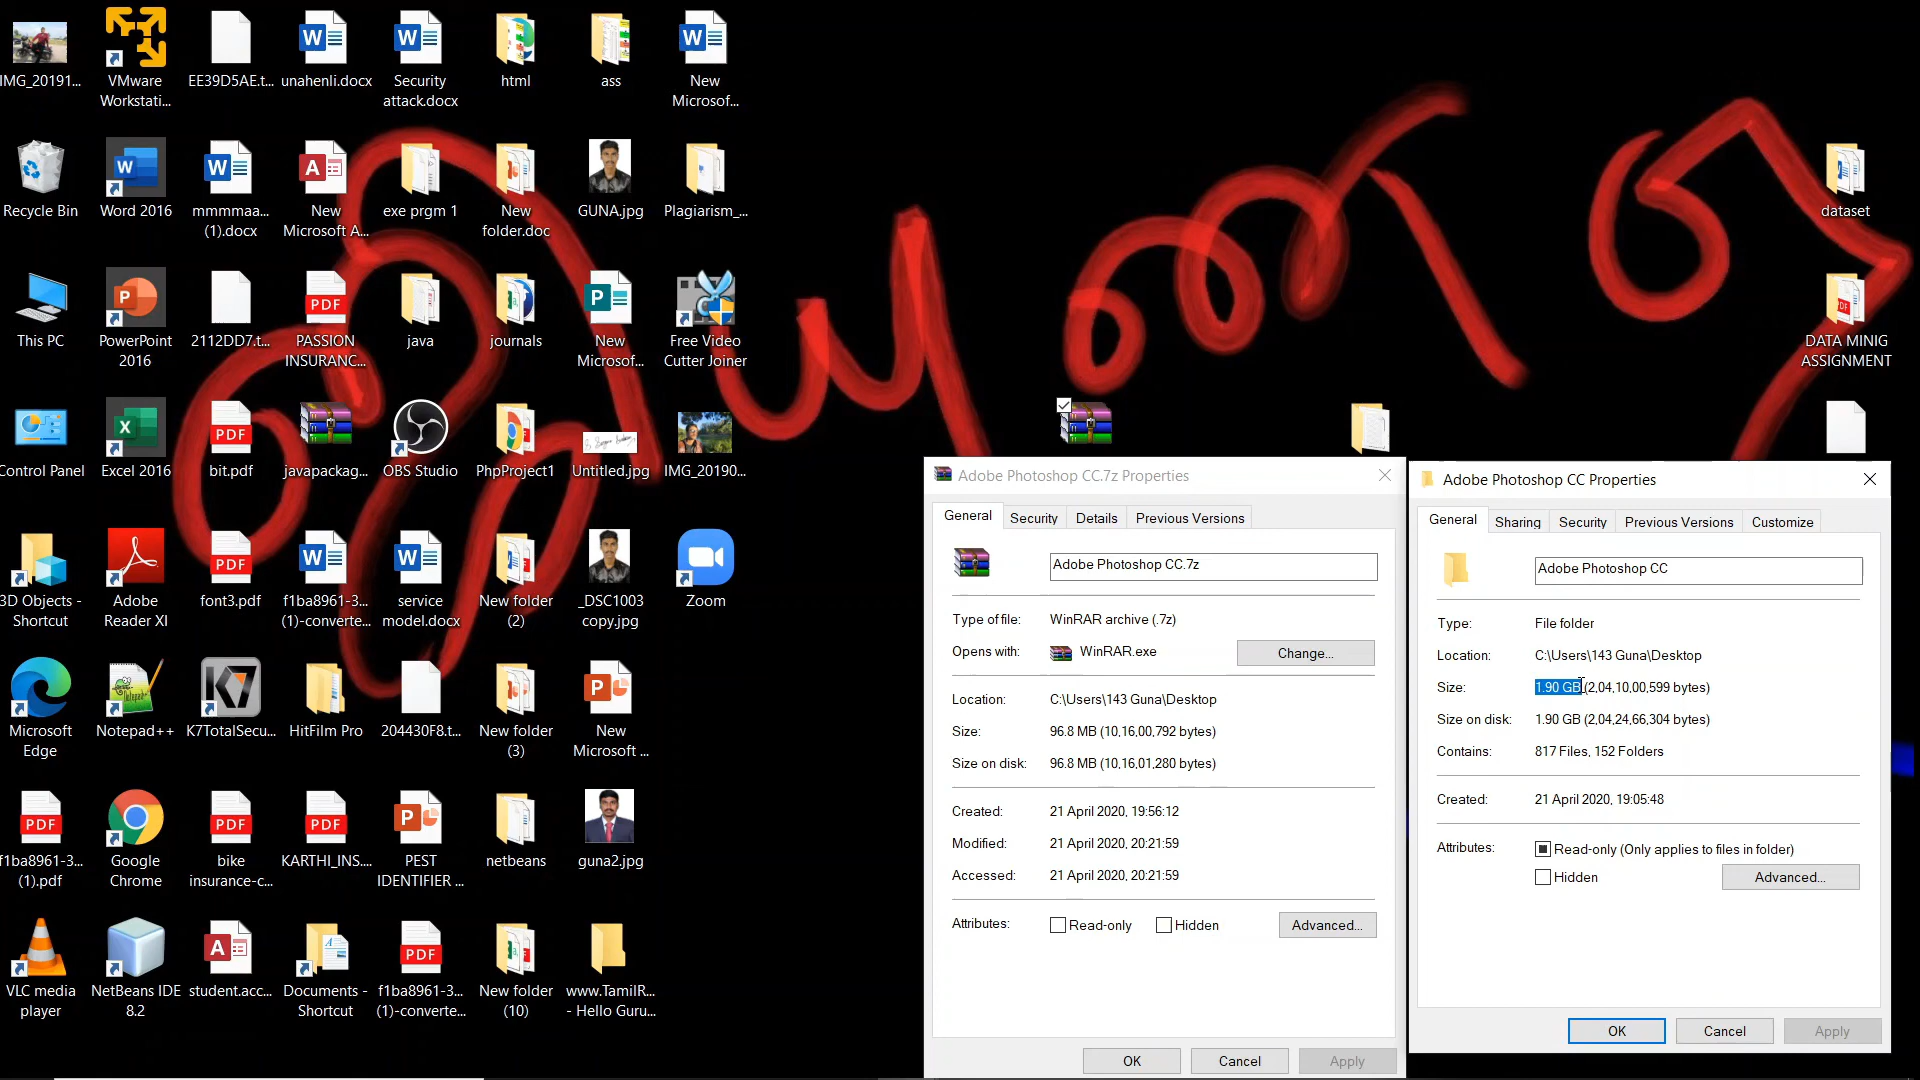 IMG_20191...
VMware
Workstati...
EE39D5AE.t...
unahenli.docx
Security
attack.docx
html
ass
New
Microsof...
Recycle Bin
Word 2016
mmmmaa...
(1).docx
New
Microsoft A...
exe prgm 1
New
folder.doc
GUNA.jpg
Plagiarism_...
dataset
This PC
PowerPoint
2016
2112DD7.t...
PASSION
INSURANC...
java
journals
New
Microsof...
Free Video
Cutter Joiner
DATA MINIG
ASSIGNMENT
Control Panel
Excel 2016
bit.pdf
javapackag...
OBS Studio
PhpProject1
Untitled.jpg
IMG_20190...
3D Objects -
Shortcut
Adobe
Reader XI
font3.pdf
f1ba8961-3...
(1)-converte...
service
model.docx
New folder
(2)
_DSC1003
copy.jpg
Zoom
Microsoft
Edge
Notepad++
K7TotalSecu...
HitFilm Pro
204430F8.t...
New folder
(3)
New
Microsoft ...
f1ba8961-3...
(1).pdf
Google
Chrome
bike
insurance-c...
KARTHI_INS....
PEST
IDENTIFIER ...
netbeans
guna2.jpg
VLC media
player
NetBeans IDE
8.2
student.acc...
Documents -
Shortcut
f1ba8961-3...
(1)-converte...
New folder
(10)
www.TamilR...
- Hello Guru...
Adobe Photoshop CC.7z Properties
General Security Details Previous Versions
Adobe Photoshop CC.7z
Type of file: WinRAR archive (.7z)
Opens with: WinRAR.exe Change...
Location: C:\Users\143 Guna\Desktop
Size: 96.8 MB (10,16,00,792 bytes)
Size on disk: 96.8 MB (10,16,01,280 bytes)
Created: 21 April 2020, 19:56:12
Modified: 21 April 2020, 20:21:59
Accessed: 21 April 2020, 20:21:59
Attributes: Read-only Hidden Advanced...
OK Cancel Apply
Adobe Photoshop CC Properties
General Sharing Security Previous Versions Customize
Adobe Photoshop CC
Type: File folder
Location: C:\Users\143 Guna\Desktop
Size: 1.90 GB (2,04,10,00,599 bytes)
Size on disk: 1.90 GB (2,04,24,66,304 bytes)
Contains: 817 Files, 152 Folders
Created: 21 April 2020, 19:05:48
Attributes: Read-only (Only applies to files in folder)
Hidden Advanced...
OK Cancel Apply